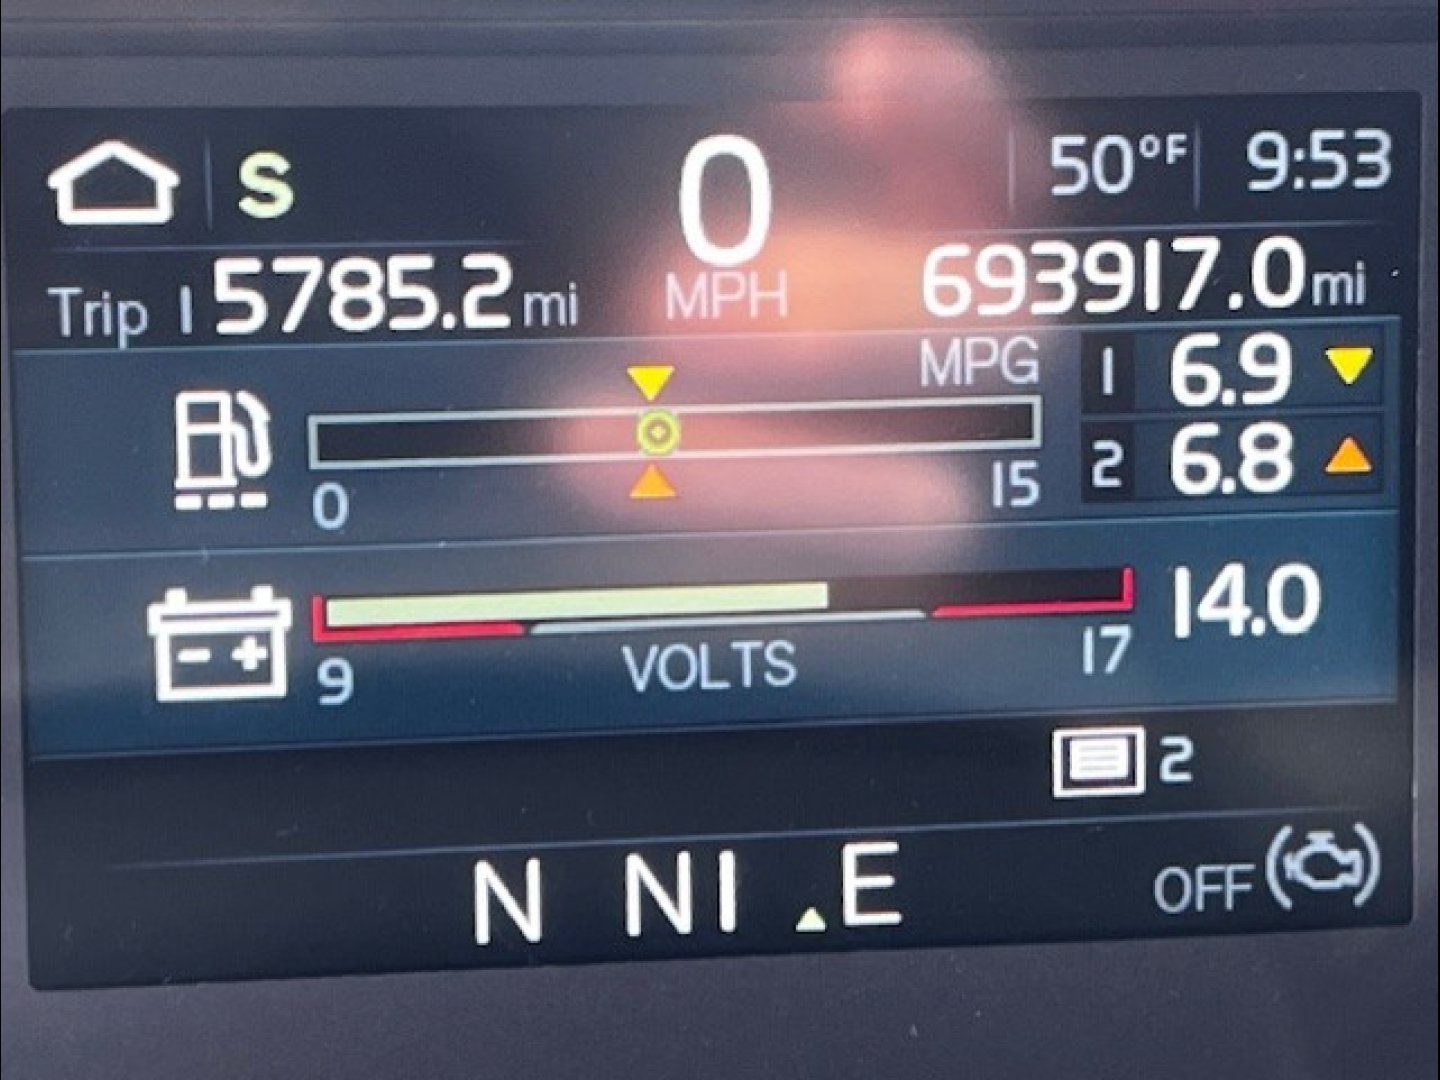 S 0 50°F 9:53
Trip 1 5785.2 mi MPH 693917.0 mi
MPG 1 6.9
0 15 2 6.8
- + 14.0
9 VOLTS 17
2
N N1 E OFF